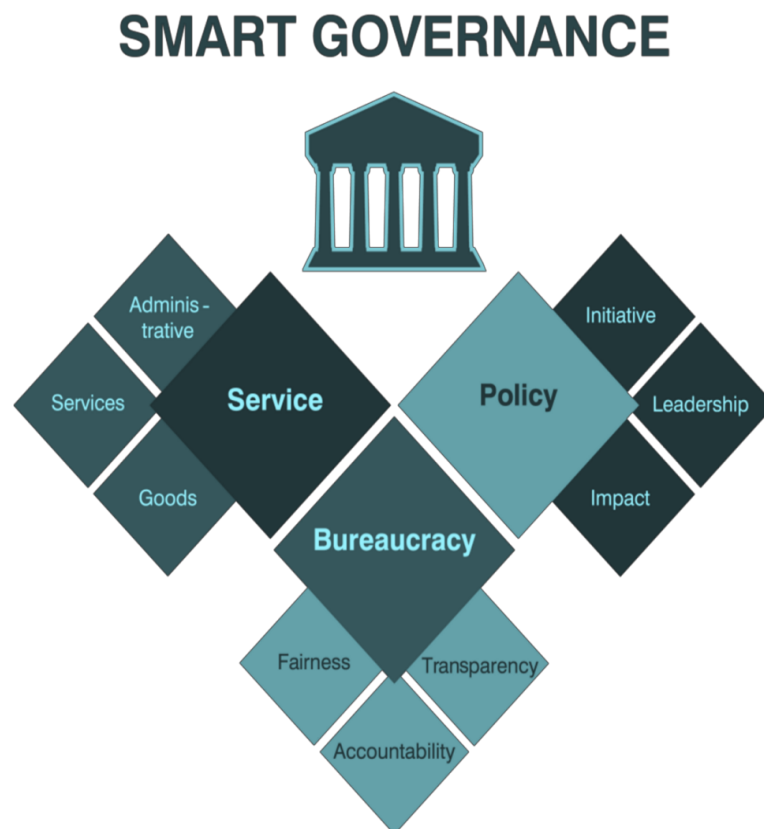 SMART GOVERNANCE
Adminis -
trative
Services
Goods
Service
Policy
Initiative
Leadership
Impact
Bureaucracy
Fairness
Transparency
Accountability